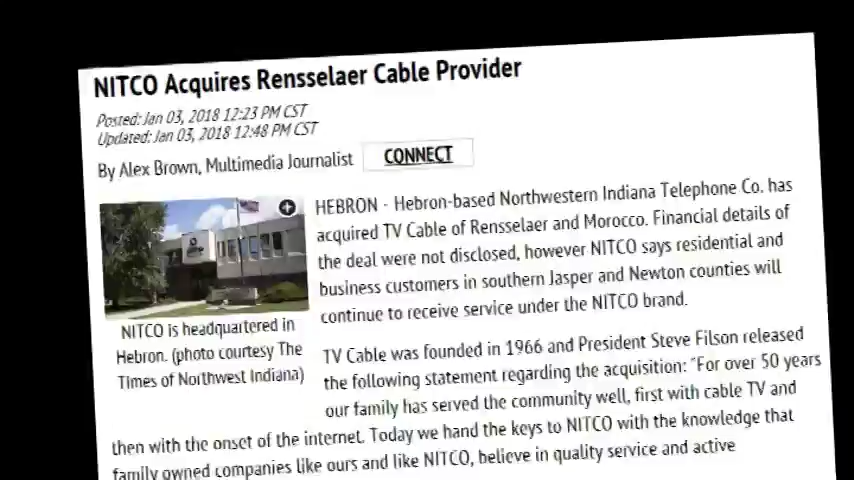 NITCO Acquires Rensselaer Cable Provider
Posted: Jan 03, 2018 12:23 PM CST
Updated: Jan 03, 2018 12:48 PM CST
By Alex Brown, Multimedia Journalist
CONNECT
HEBRON - Hebron-based Northwestern Indiana Telephone Co. has
acquired TV Cable of Rensselaer and Morocco. Financial details of
the deal were not disclosed, however NITCO says residential and
business customers in southern Jasper and Newton counties will
continue to receive service under the NITCO brand.
NITCO is headquartered in
Hebron. (photo courtesy The
Times of Northwest Indiana)
TV Cable was founded in 1966 and President Steve Filson released
the following statement regarding the acquisition: "For over 50 years
our family has served the community well, first with cable TV and
then with the onset of the internet. Today we hand the keys to NITCO with the knowledge that
family owned companies like ours and like NITCO, believe in quality service and active